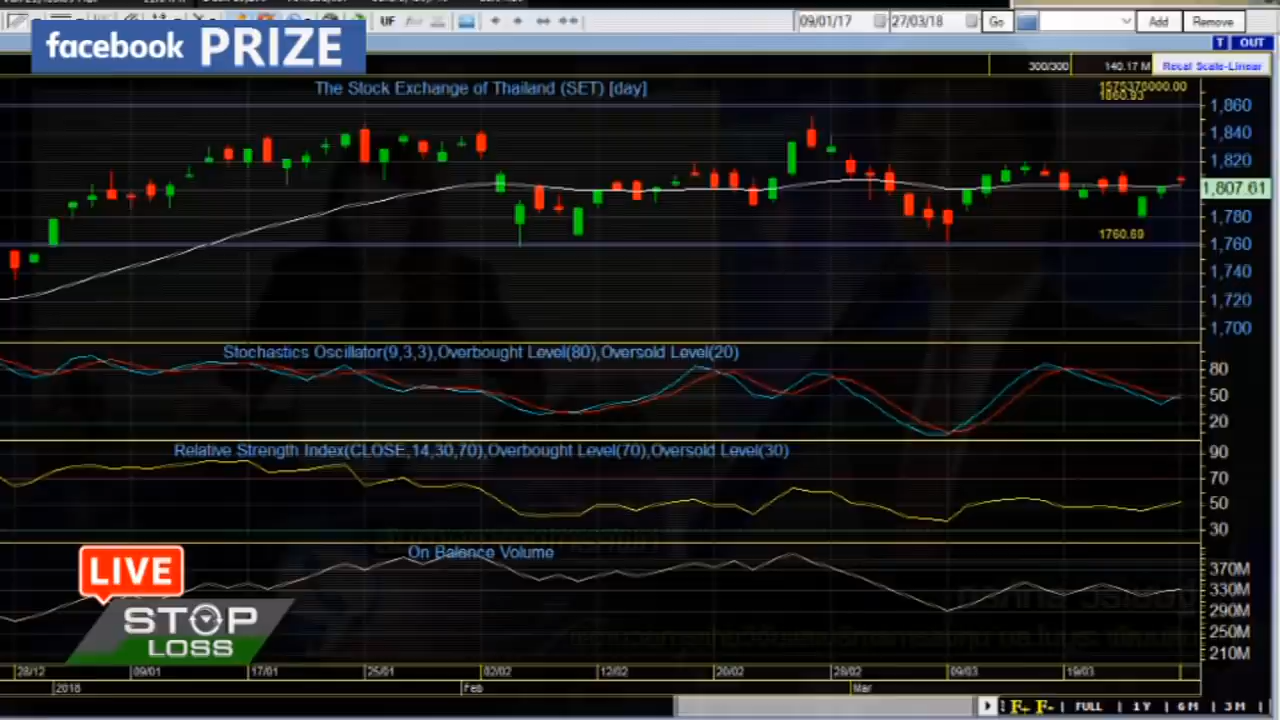 UF
09/01/17
27/03/18
Go
Add
Remove
facebook PRIZE
T
OUT
300/300
140.17 M
Recal Scale-Linear
The Stock Exchange of Thailand (SET) [day]
1860.93
1,860
1,840
1,820
1,807.61
1,780
1760.69
1,760
1,740
1,720
1,700
Stochastics Oscillator(9,3,3),Overbought Level(80),Oversold Level(20)
80
50
20
Relative Strength Index(CLOSE,14,30,70),Overbought Level(70),Oversold Level(30)
90
70
50
30
On Balance Volume
370M
330M
290M
250M
210M
LIVE
STOP
LOSS
28/12
09/01
17/01
25/01
02/02
12/02
20/02
28/02
09/03
19/03
2018
Feb
Mar
F+ F- | FULL | 1 Y | 6 M | 3 M |